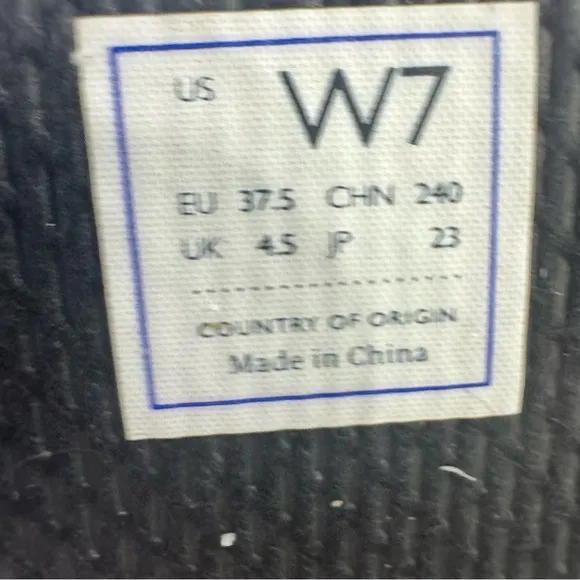 US W7
EU 37.5 CHN 240
UK 4.5 JP 23
COUNTRY OF ORIGIN
Made in China